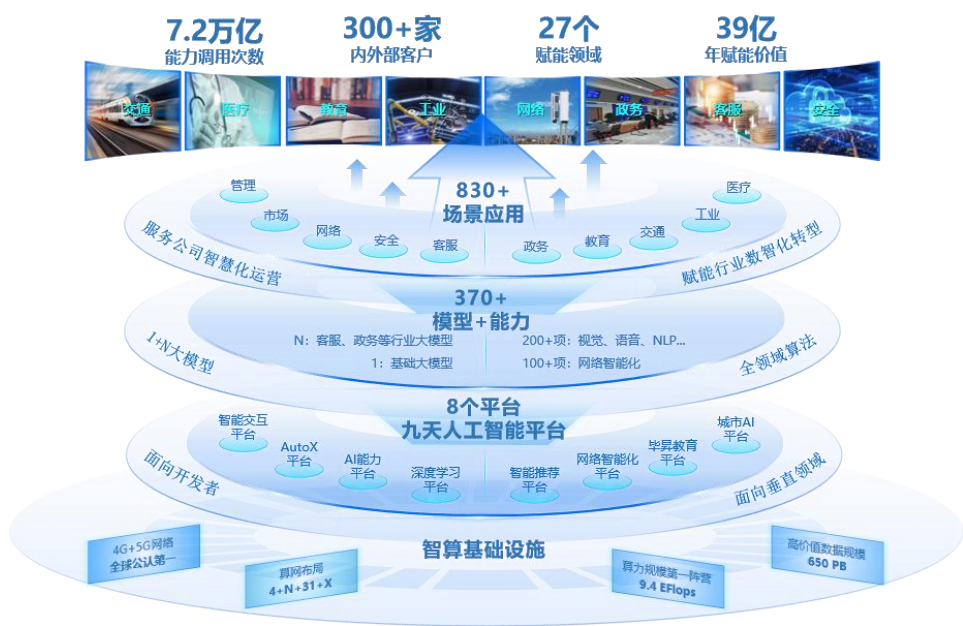 7.2万亿
能力调用次数
300+家
内外部客户
27个
赋能领域
39亿
年赋能价值
交通
医疗
教育
工业
网络
政务
客服
安全
830+
场景应用
管理
市场
网络
安全
客服
政务
教育
交通
工业
医疗
服务公司智慧化运营
赋能行业数智化转型
370+
模型+能力
N：客服、政务等行业大模型
1：基础大模型
200+项：视觉、语音、NLP...
100+项：网络智能化
1+N大模型
全领域算法
8个平台
九天人工智能平台
智能交互
平台
AutoX
平台
AI能力
平台
深度学习
平台
智能推荐
平台
网络智能化
平台
毕昇教育
平台
城市AI
平台
面向开发者
面向垂直领域
智算基础设施
4G+5G网络
全球公认第一
算网布局
4+N+31+X
算力规模第一阵营
9.4 EFlops
高价值数据规模
650 PB